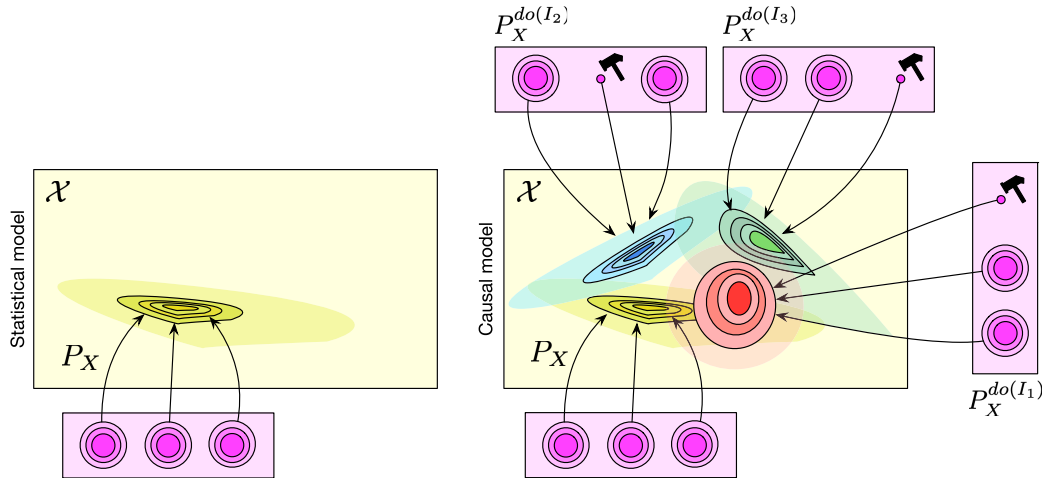 Statistical model
𝒳
P_X
Causal model
P_X^{do(I_2)}
P_X^{do(I_3)}
𝒳
P_X
P_X^{do(I_1)}